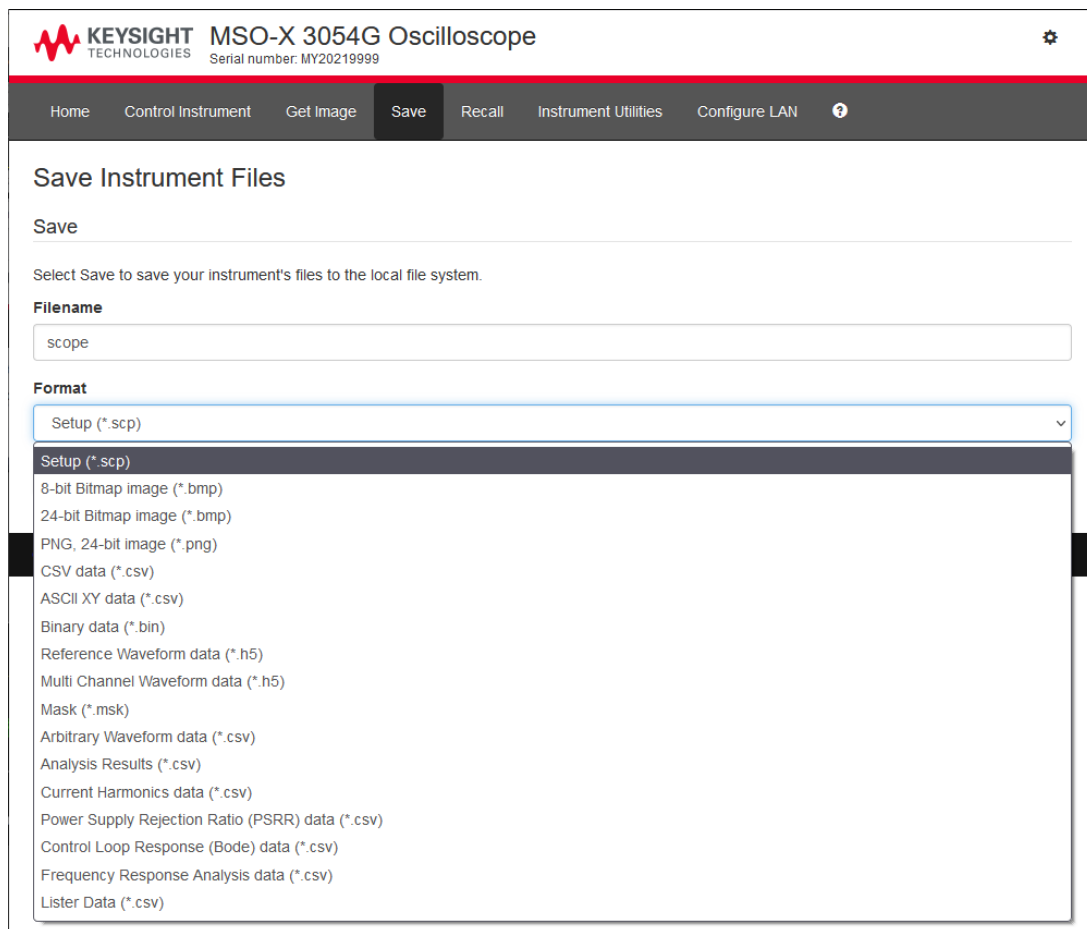 KEYSIGHT
TECHNOLOGIES
MSO-X 3054G Oscilloscope
Serial number: MY20219999
Home Control Instrument Get Image Save Recall Instrument Utilities Configure LAN ?
Save Instrument Files
Save
Select Save to save your instrument's files to the local file system.
Filename
scope
Format
Setup (*.scp)
Setup (*.scp)
8-bit Bitmap image (*.bmp)
24-bit Bitmap image (*.bmp)
PNG, 24-bit image (*.png)
CSV data (*.csv)
ASCII XY data (*.csv)
Binary data (*.bin)
Reference Waveform data (*.h5)
Multi Channel Waveform data (*.h5)
Mask (*.msk)
Arbitrary Waveform data (*.csv)
Analysis Results (*.csv)
Current Harmonics data (*.csv)
Power Supply Rejection Ratio (PSRR) data (*.csv)
Control Loop Response (Bode) data (*.csv)
Frequency Response Analysis data (*.csv)
Lister Data (*.csv)